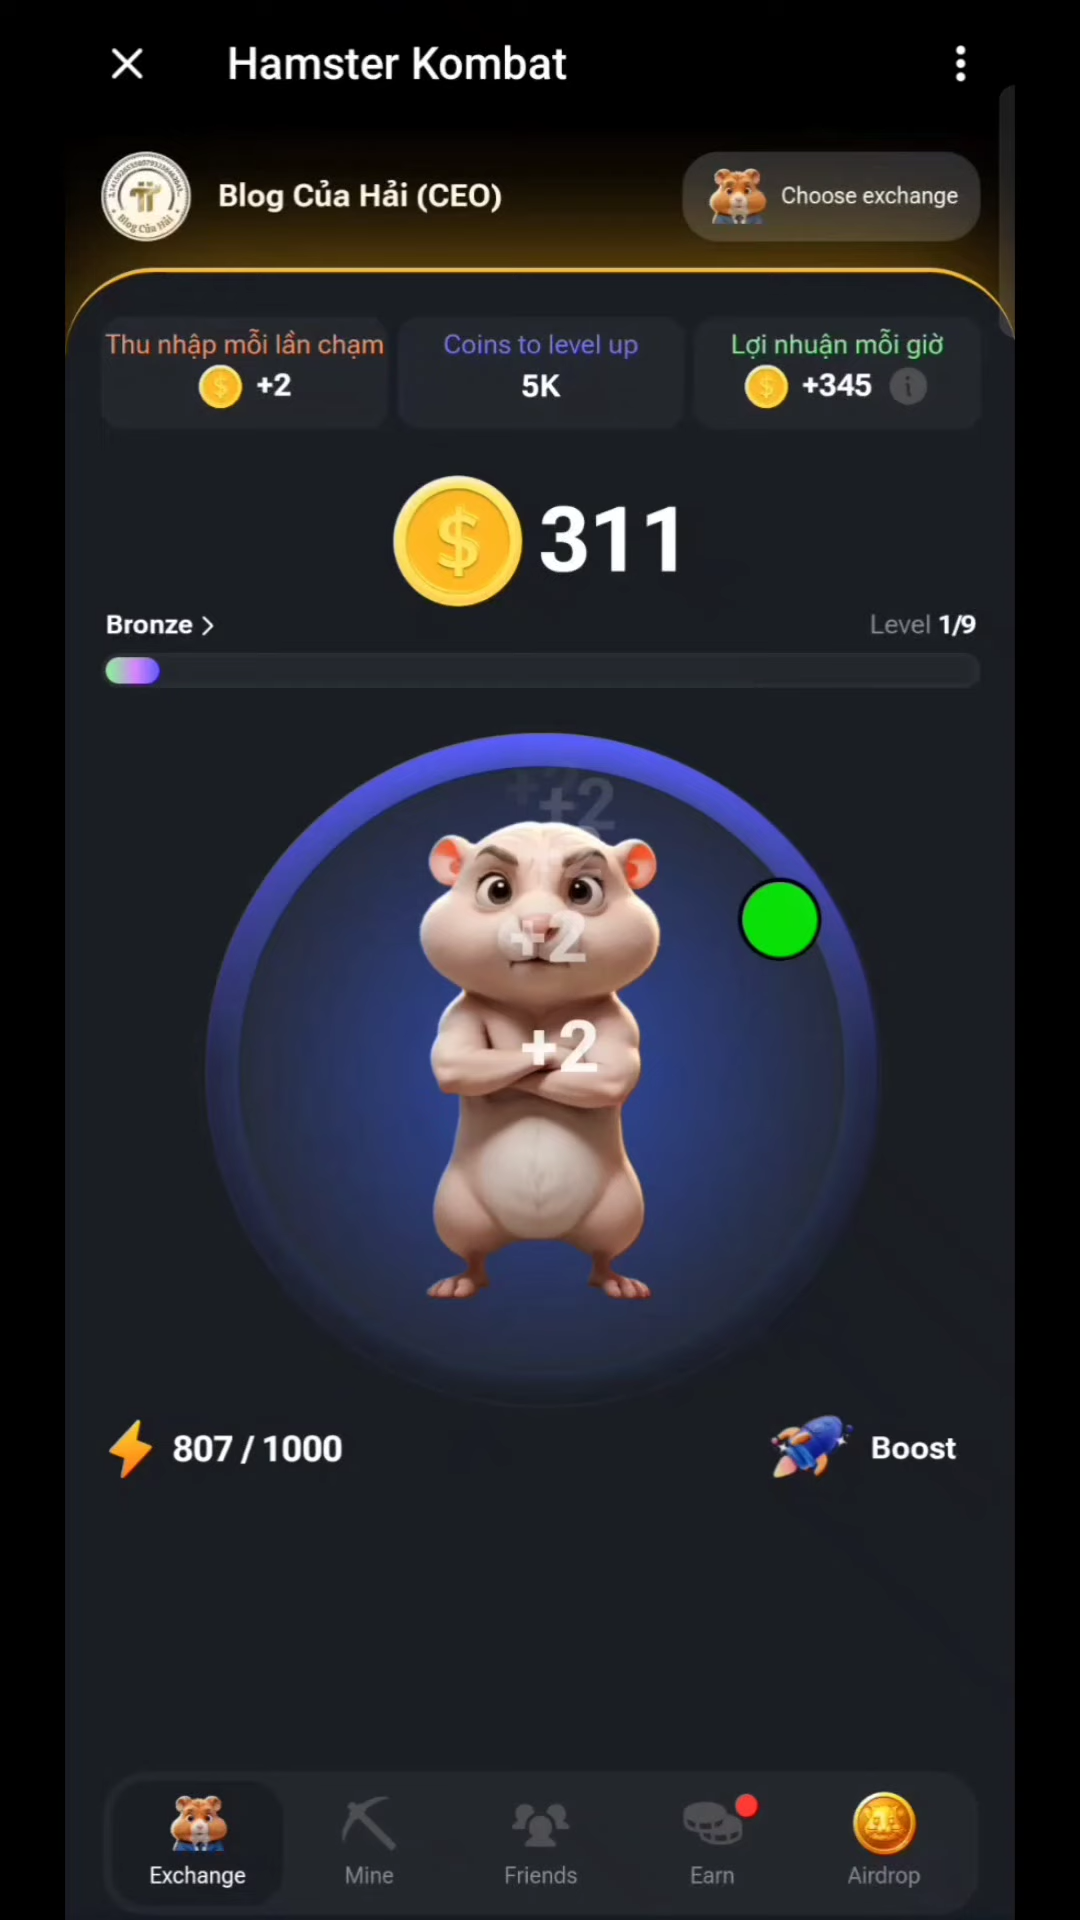 Hamster Kombat
Blog Của Hải (CEO)
Choose exchange
Thu nhập mỗi lần chạm
+2
Coins to level up
5K
Lợi nhuận mỗi giờ
+345
311
Bronze
Level 1/9
+2
+2
+2
+2
807 / 1000
Boost
Exchange
Mine
Friends
Earn
Airdrop